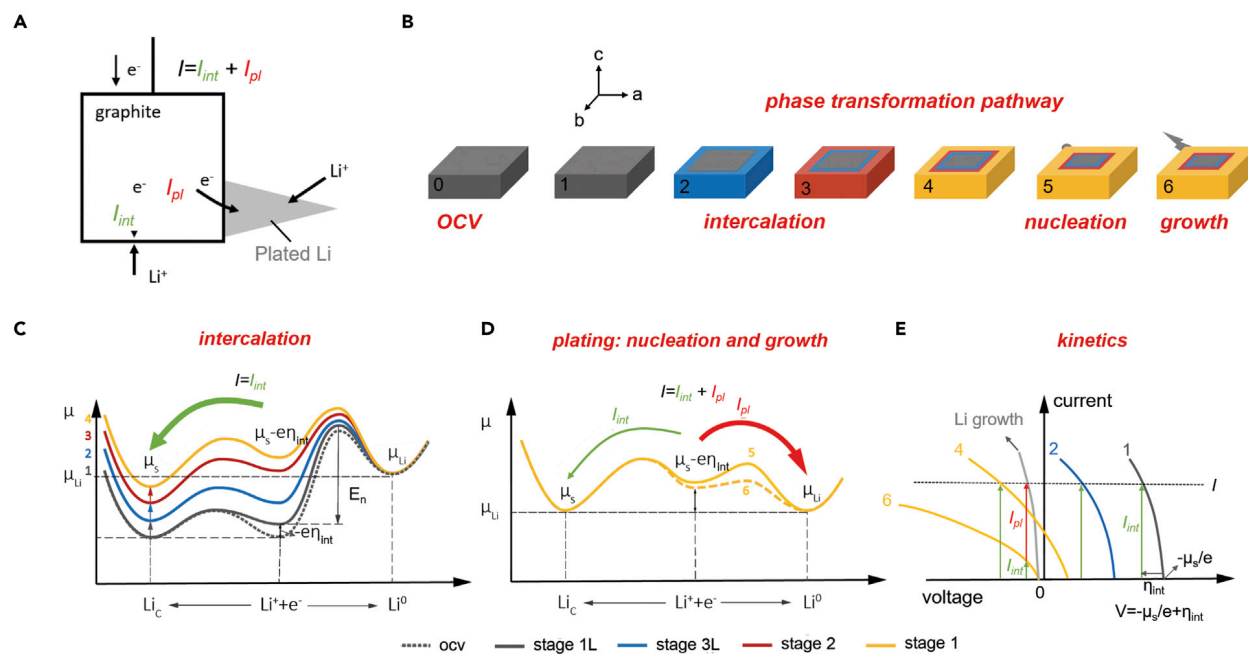 A
e⁻
I=I_int + I_pl
graphite
e⁻
I_pl
e⁻
Li⁺
I_int
Plated Li
Li⁺
B
c
a
b
phase transformation pathway
0
1
2
3
4
5
6
OCV
intercalation
nucleation
growth
C
intercalation
I=I_int
μ
4
3
2
1
μ_Li
μ_s
μ_s-eη_int
μ_Li
E_n
-eη_int
Li_C
Li⁺+e⁻
Li⁰
D
plating: nucleation and growth
I=I_int + I_pl
μ
I_int
I_pl
μ_s-eη_int
5
6
μ_s
μ_Li
μ_Li
Li_C
Li⁺+e⁻
Li⁰
E
kinetics
current
Li growth
4
2
1
I
6
I_pl
I_int
I_int
-μ_s/e
η_int
voltage
0
V=-μ_s/e+η_int
ocv
stage 1L
stage 3L
stage 2
stage 1